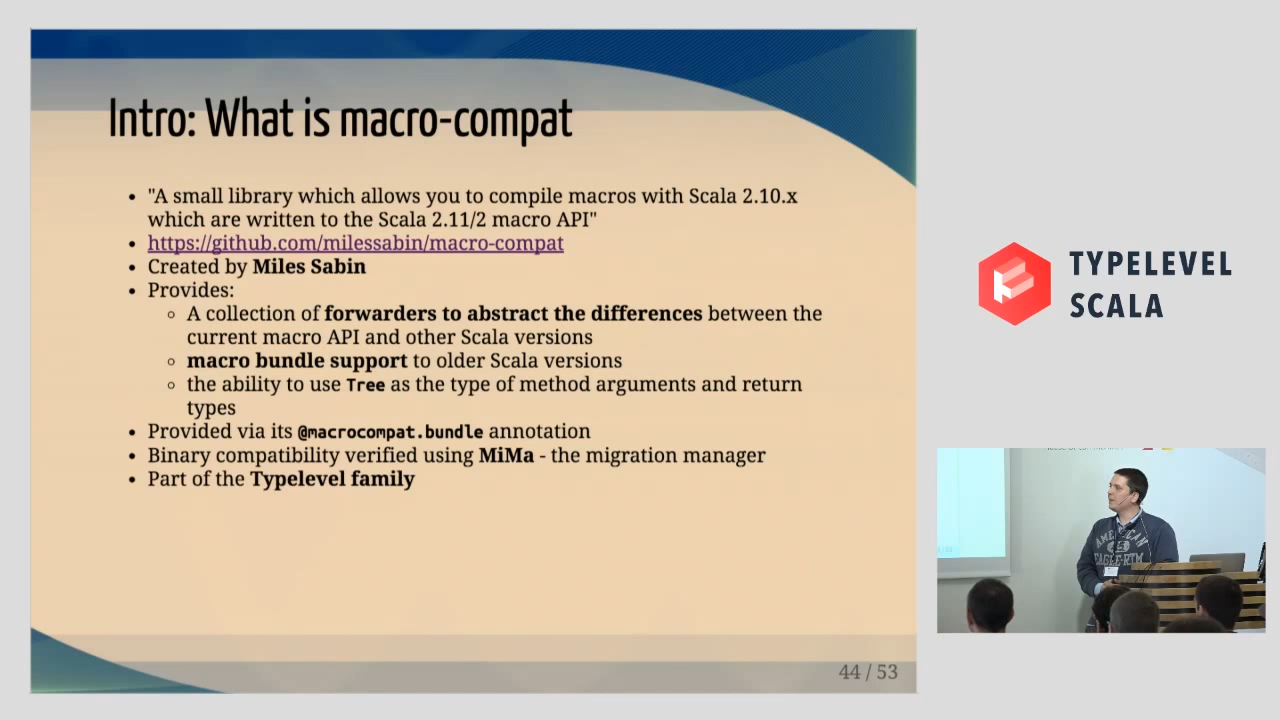 Intro: What is macro-compat
• "A small library which allows you to compile macros with Scala 2.10.x
which are written to the Scala 2.11/2 macro API"
• https://github.com/milessabin/macro-compat
• Created by Miles Sabin
• Provides:
◦ A collection of forwarders to abstract the differences between the
current macro API and other Scala versions
◦ macro bundle support to older Scala versions
◦ the ability to use Tree as the type of method arguments and return
types
• Provided via its @macrocompat.bundle annotation
• Binary compatibility verified using MiMa - the migration manager
• Part of the Typelevel family
44 / 53
TYPELEVEL
SCALA
AMERICAN